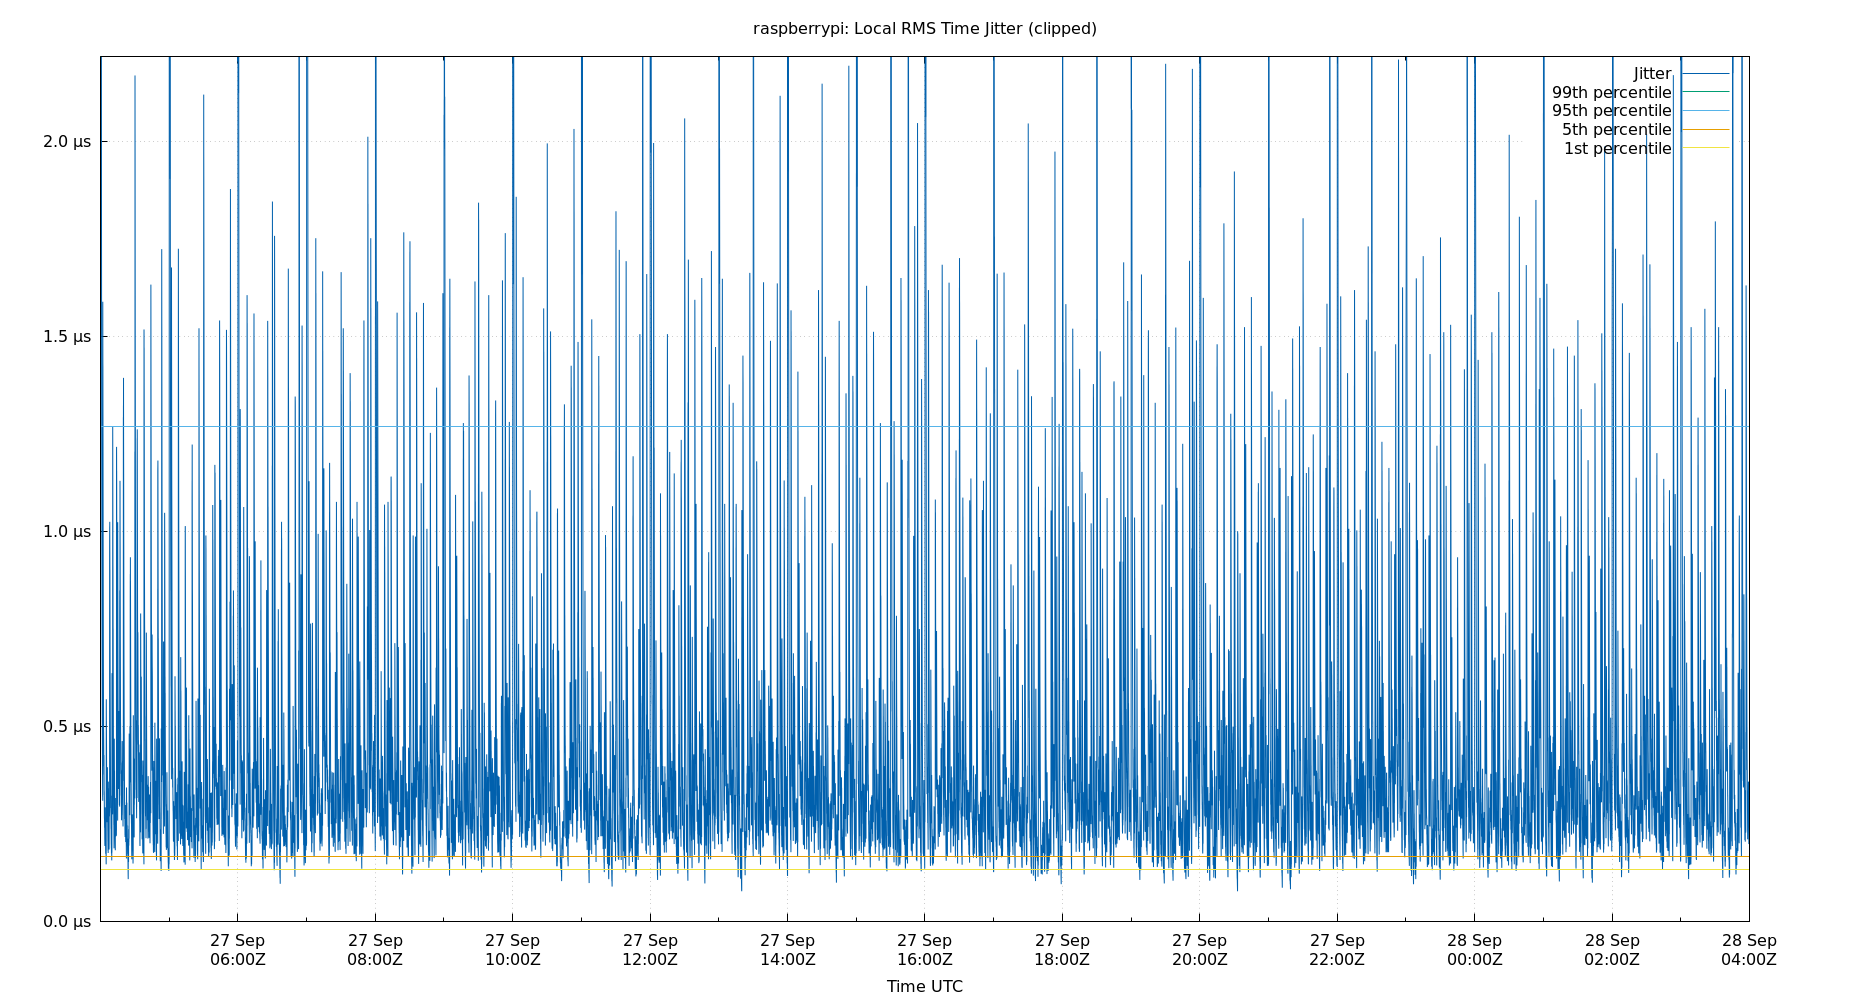 raspberrypi: Local RMS Time Jitter (clipped)
Jitter
99th percentile
95th percentile
5th percentile
1st percentile
2.0 µs
1.5 µs
1.0 µs
0.5 µs
0.0 µs
27 Sep 27 Sep 27 Sep 27 Sep 27 Sep 27 Sep 27 Sep 27 Sep 27 Sep 28 Sep 28 Sep 28 Sep
06:00Z 08:00Z 10:00Z 12:00Z 14:00Z 16:00Z 18:00Z 20:00Z 22:00Z 00:00Z 02:00Z 04:00Z
Time UTC